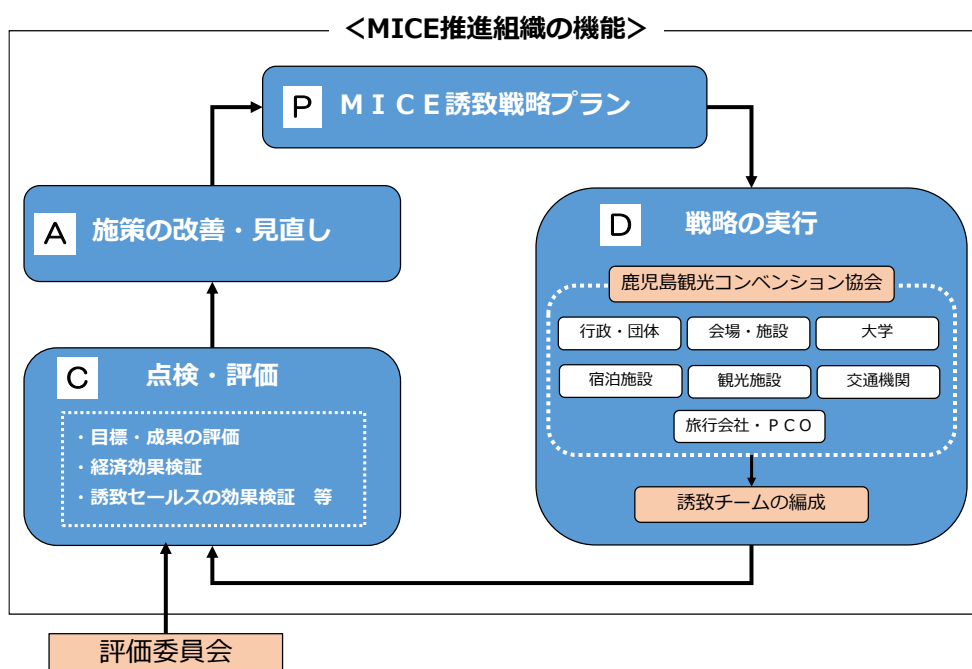 ＜MICE推進組織の機能＞
P ＭＩＣＥ誘致戦略プラン
A 施策の改善・見直し
D 戦略の実行
鹿児島観光コンベンション協会
行政・団体 会場・施設 大学
宿泊施設 観光施設 交通機関
旅行会社・ＰＣＯ
誘致チームの編成
C 点検・評価
・目標・成果の評価
・経済効果検証
・誘致セールスの効果検証　等
評価委員会